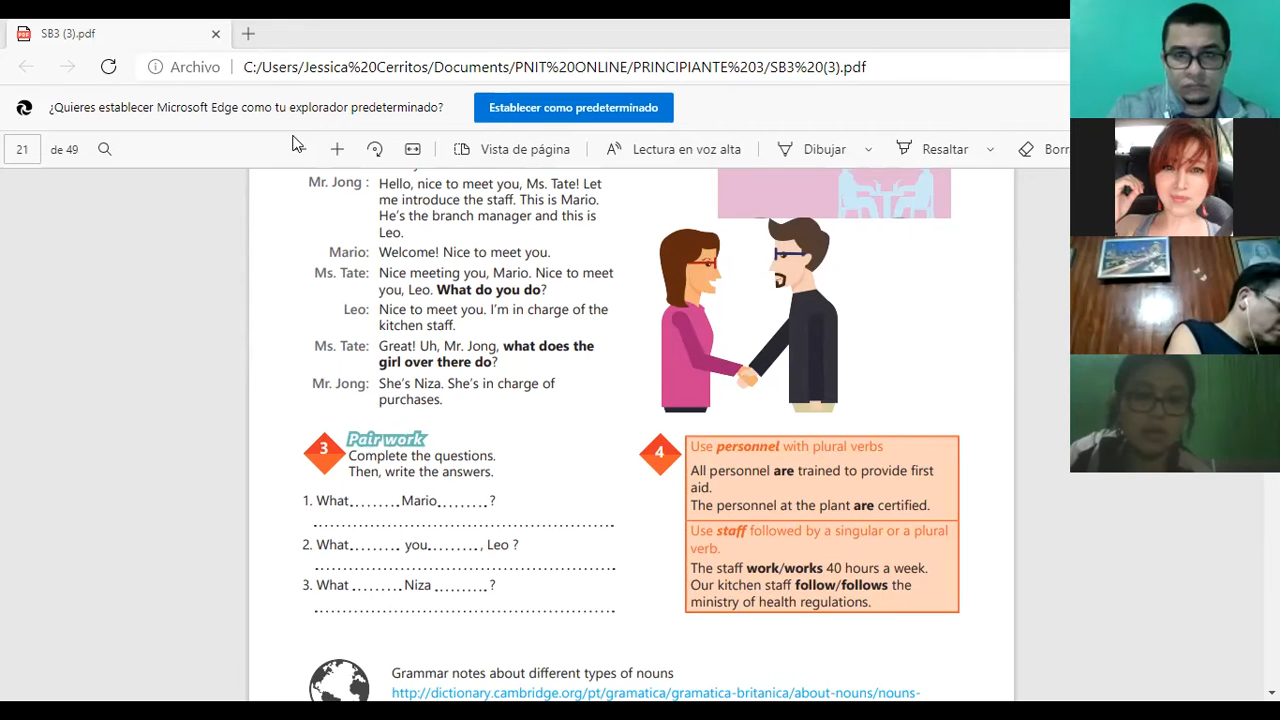 SB3 (3).pdf
Archivo C:/Users/Jessica%20Cerritos/Documents/PNIT%20ONLINE/PRINCIPIANTE%203/SB3%20(3).pdf
¿Quieres establecer Microsoft Edge como tu explorador predeterminado? Establecer como predeterminado
21 de 49 Vista de página Lectura en voz alta Dibujar Resaltar Borr
Mr. Jong : Hello, nice to meet you, Ms. Tate! Let
me introduce the staff. This is Mario.
He's the branch manager and this is
Leo.
Mario: Welcome! Nice to meet you.
Ms. Tate: Nice meeting you, Mario. Nice to meet
you, Leo. What do you do?
Leo: Nice to meet you. I'm in charge of the
kitchen staff.
Ms. Tate: Great! Uh, Mr. Jong, what does the
girl over there do?
Mr. Jong: She's Niza. She's in charge of
purchases.
3 Pair work
Complete the questions.
Then, write the answers.
1. What........Mario........?
2. What........ you........, Leo ?
3. What ........ Niza ........?
4
Use personnel with plural verbs
All personnel are trained to provide first
aid.
The personnel at the plant are certified.
Use staff followed by a singular or a plural
verb.
The staff work/works 40 hours a week.
Our kitchen staff follow/follows the
ministry of health regulations.
Grammar notes about different types of nouns
http://dictionary.cambridge.org/pt/gramatica/gramatica-britanica/about-nouns/nouns-